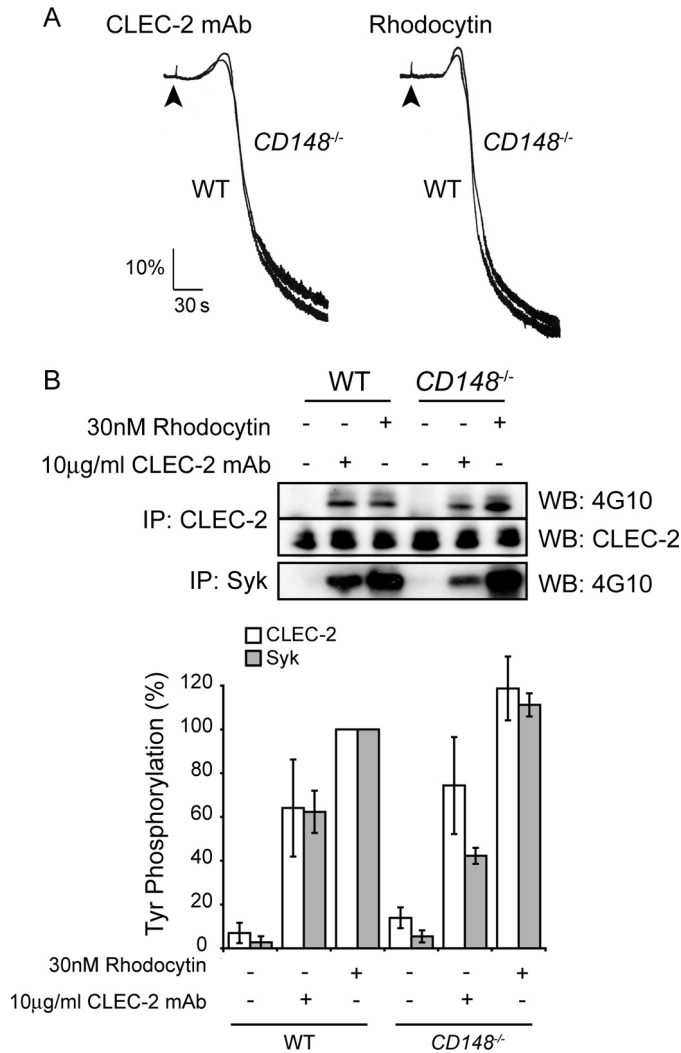 A
CLEC-2 mAb
Rhodocytin
CD148-/-
CD148-/-
WT
WT
10%
30 s
B
WT
CD148-/-
30nM Rhodocytin - - + - - +
10μg/ml CLEC-2 mAb - + - - + -
IP: CLEC-2
WB: 4G10
WB: CLEC-2
IP: Syk
WB: 4G10
CLEC-2
Syk
Tyr Phosphorylation (%)
120
100
80
60
40
20
0
30nM Rhodocytin - - + - - +
10μg/ml CLEC-2 mAb - + - - + -
WT
CD148-/-